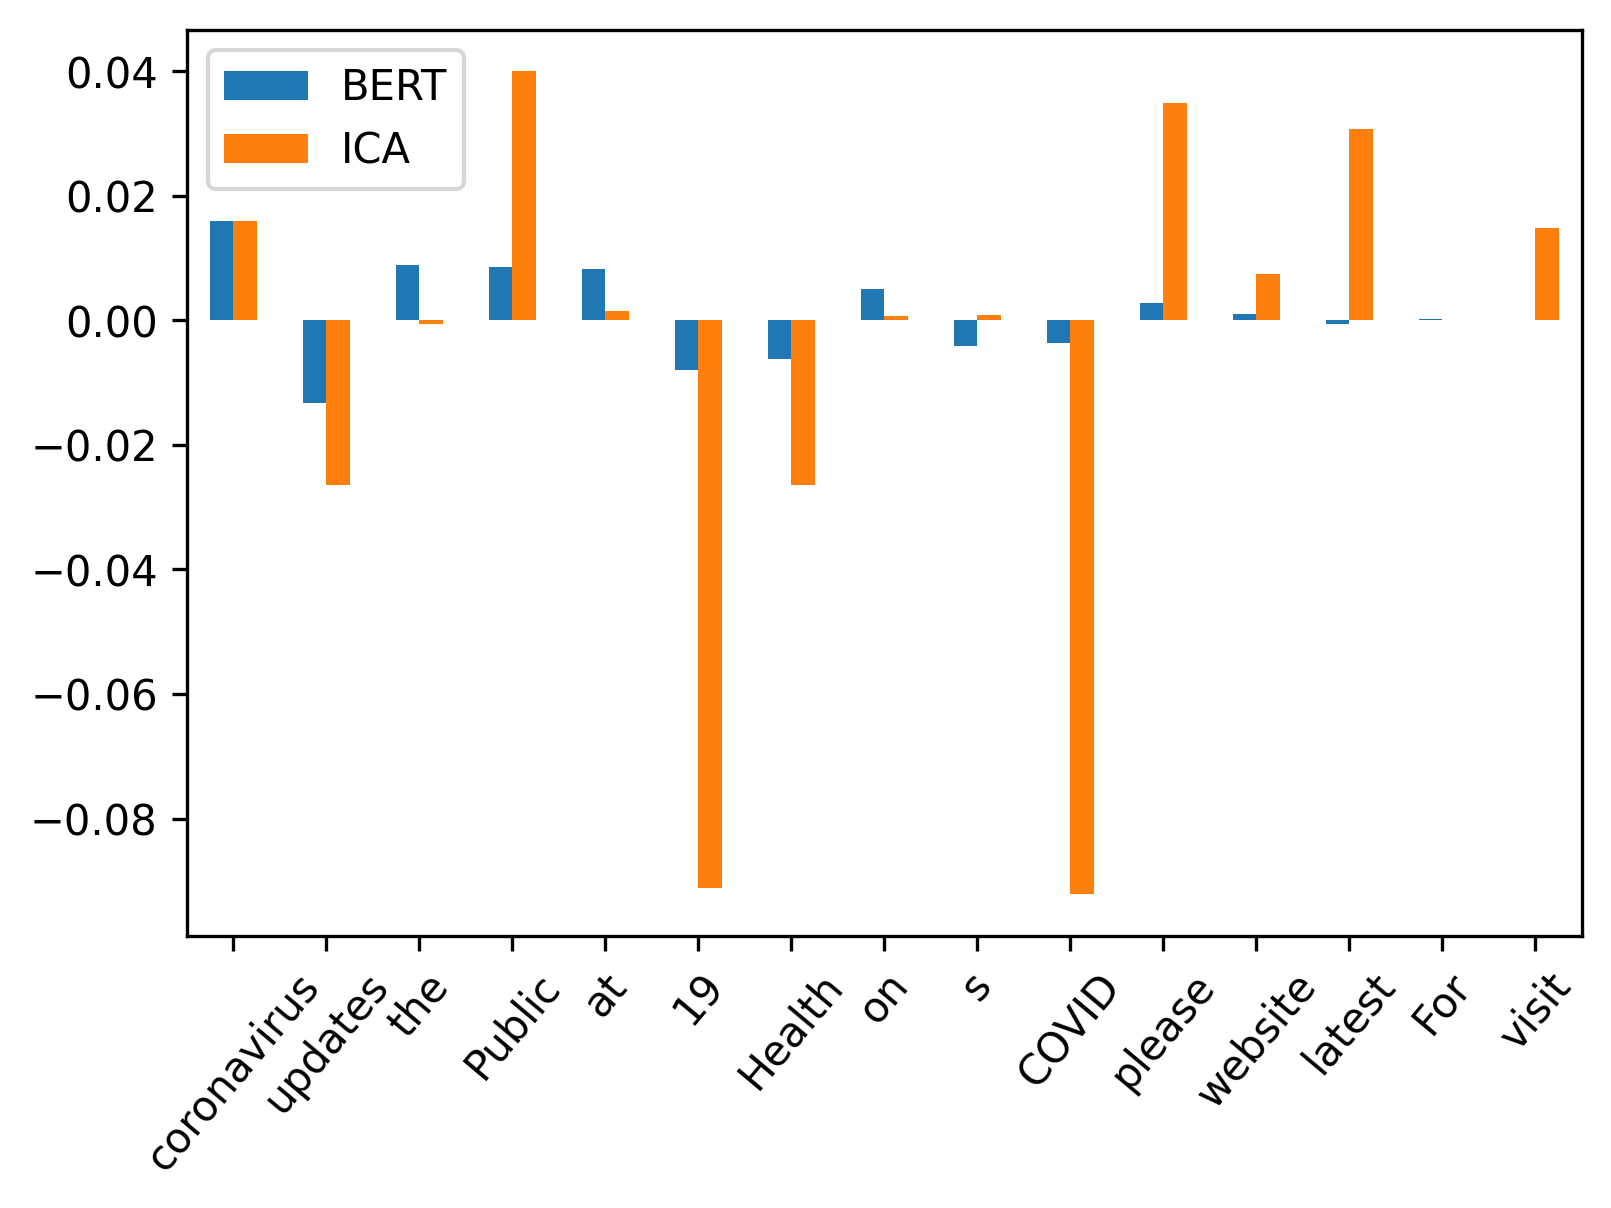 BERT
ICA
0.04
0.02
0.00
−0.02
−0.04
−0.06
−0.08
coronavirus
updates
the
Public
at
19
Health
on
s
COVID
please
website
latest
For
visit